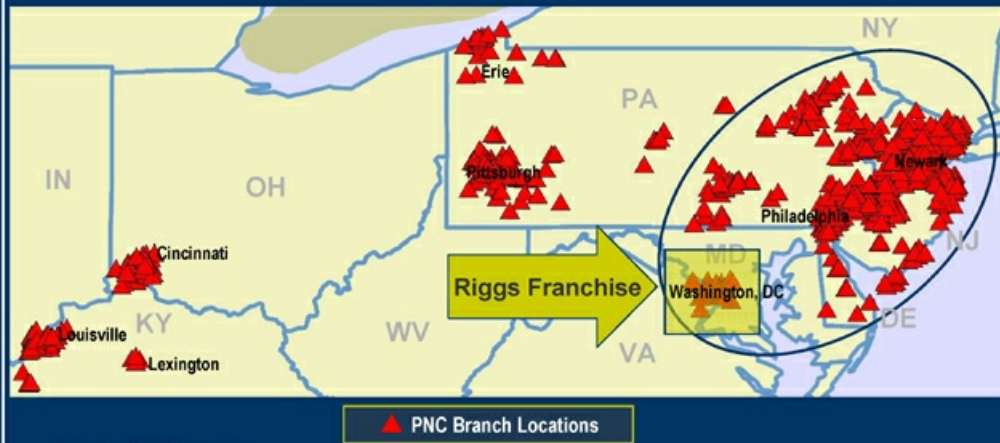 NY
Erie
PA
IN
OH
Pittsburgh
Newark
Philadelphia
NJ
MD
Cincinnati
Riggs Franchise
Washington, DC
KY
Louisville
WV
DE
VA
Lexington
PNC Branch Locations